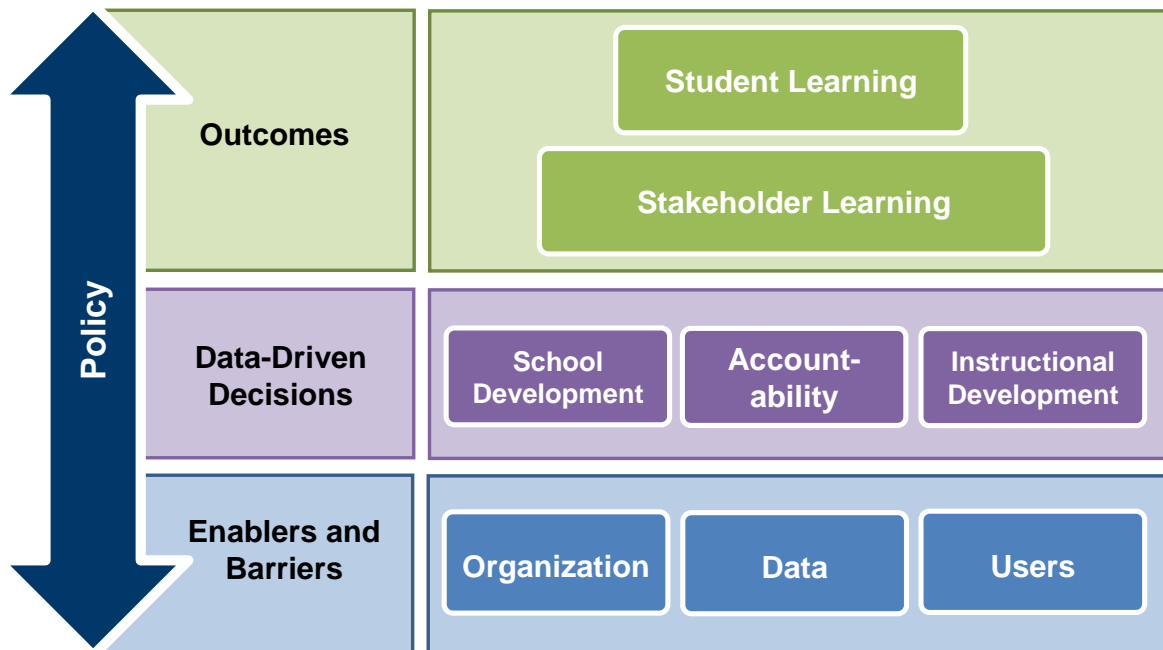 Policy
Outcomes
Student Learning
Stakeholder Learning
Data-Driven
Decisions
School
Development
Account-
ability
Instructional
Development
Enablers and
Barriers
Organization
Data
Users